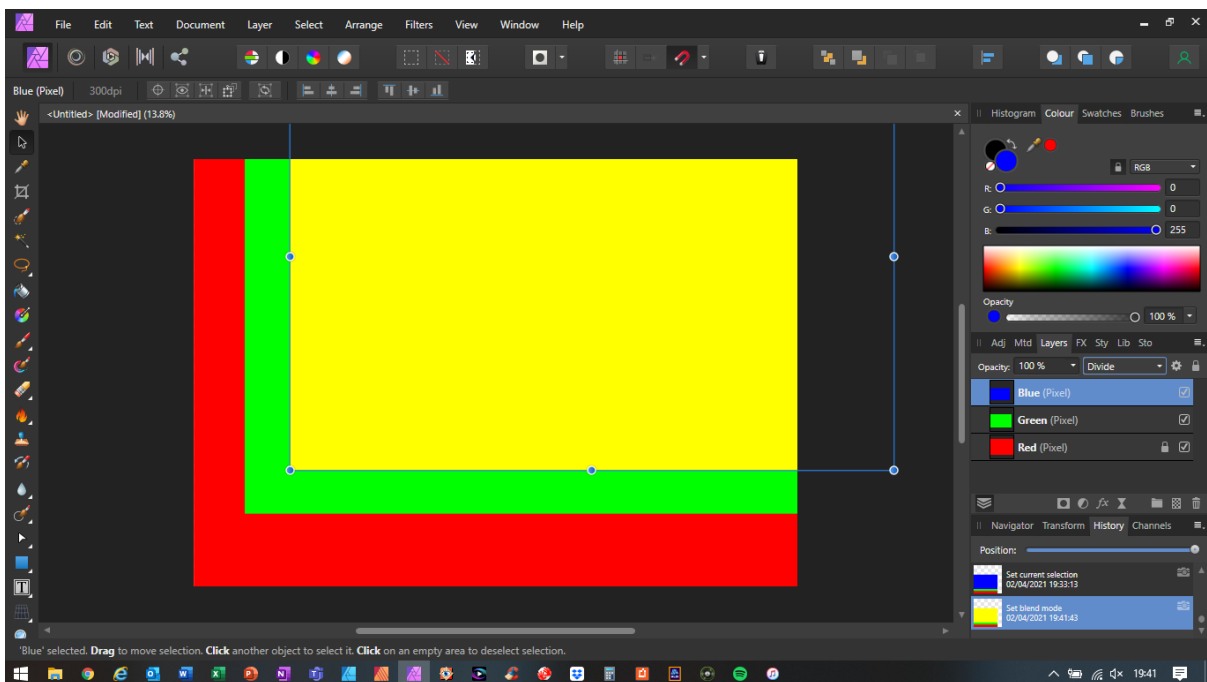 File Edit Text Document Layer Select Arrange Filters View Window Help
Blue (Pixel) 300dpi
<Untitled> [Modified] (13.8%)
Histogram Colour Swatches Brushes
RGB
R: 0
G: 0
B: 255
Opacity
100 %
Adj Mtd Layers FX Sty Lib Sto
Opacity: 100 % Divide
Blue (Pixel)
Green (Pixel)
Red (Pixel)
fx
Navigator Transform History Channels
Position:
Set current selection
02/04/2021 19:33:13
Set blend mode
02/04/2021 19:41:43
'Blue' selected. Drag to move selection. Click another object to select it. Click on an empty area to deselect selection.
19:41